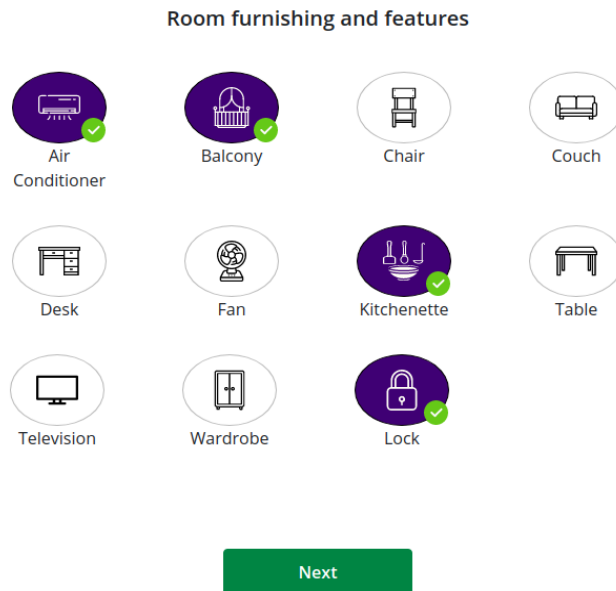 Room furnishing and features
Air
Conditioner
Balcony
Chair
Couch
Desk
Fan
Kitchenette
Table
Television
Wardrobe
Lock
Next